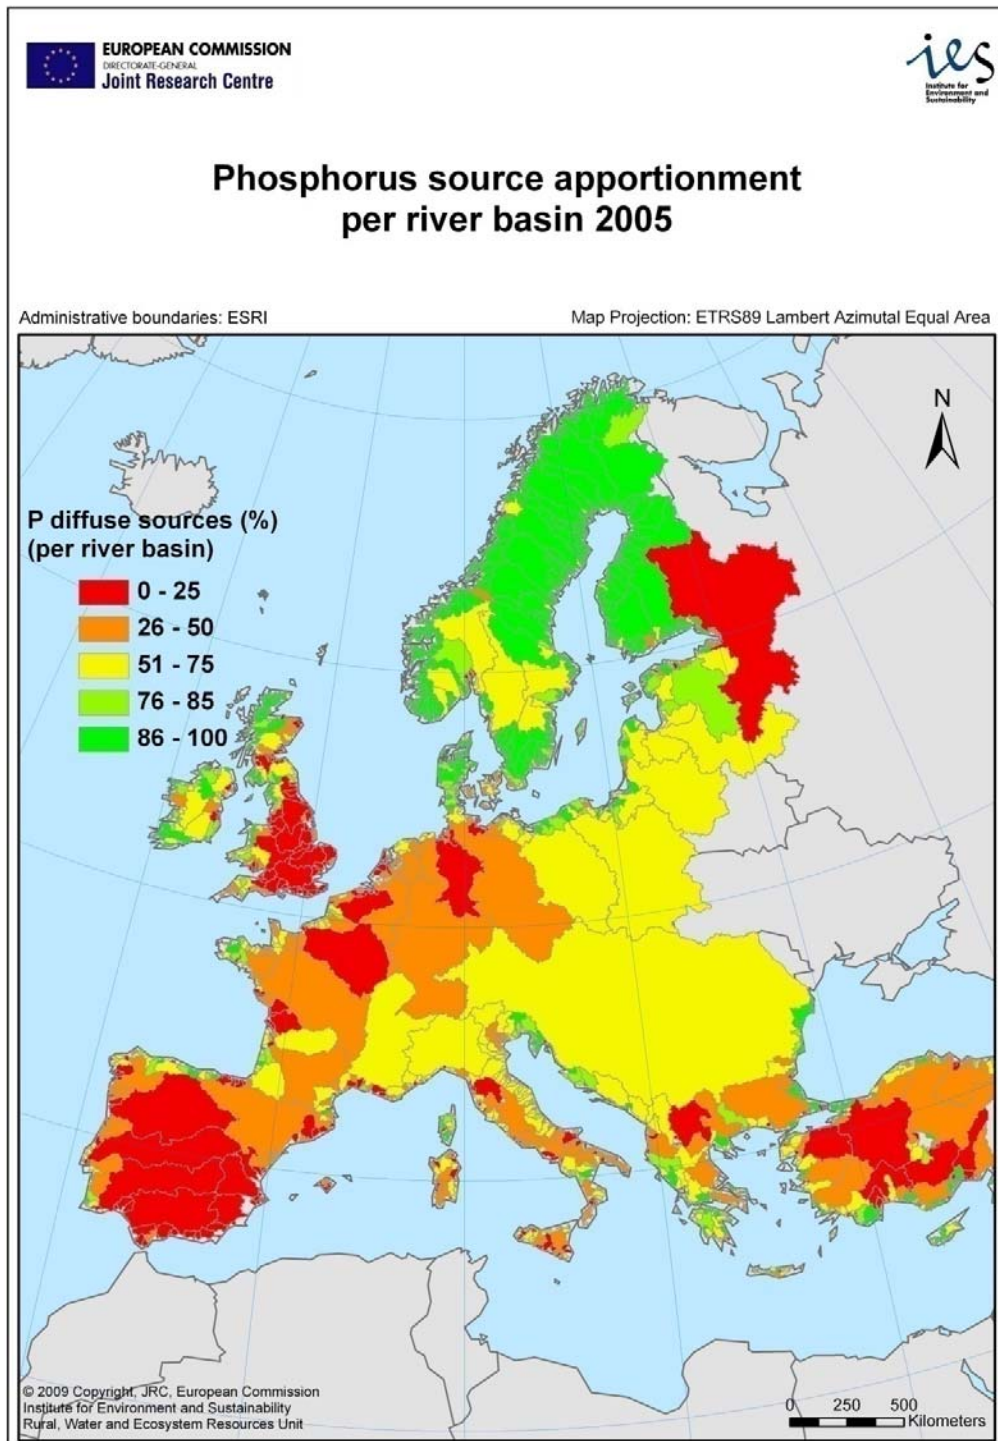 EUROPEAN COMMISSION
DIRECTORATE-GENERAL
Joint Research Centre
ies
Institute for
Environment and
Sustainability
Phosphorus source apportionment
per river basin 2005
Administrative boundaries: ESRI
Map Projection: ETRS89 Lambert Azimutal Equal Area
N
P diffuse sources (%)
(per river basin)
0 - 25
26 - 50
51 - 75
76 - 85
86 - 100
© 2009 Copyright, JRC, European Commission
Institute for Environment and Sustainability
Rural, Water and Ecosystem Resources Unit
0 250 500
Kilometers